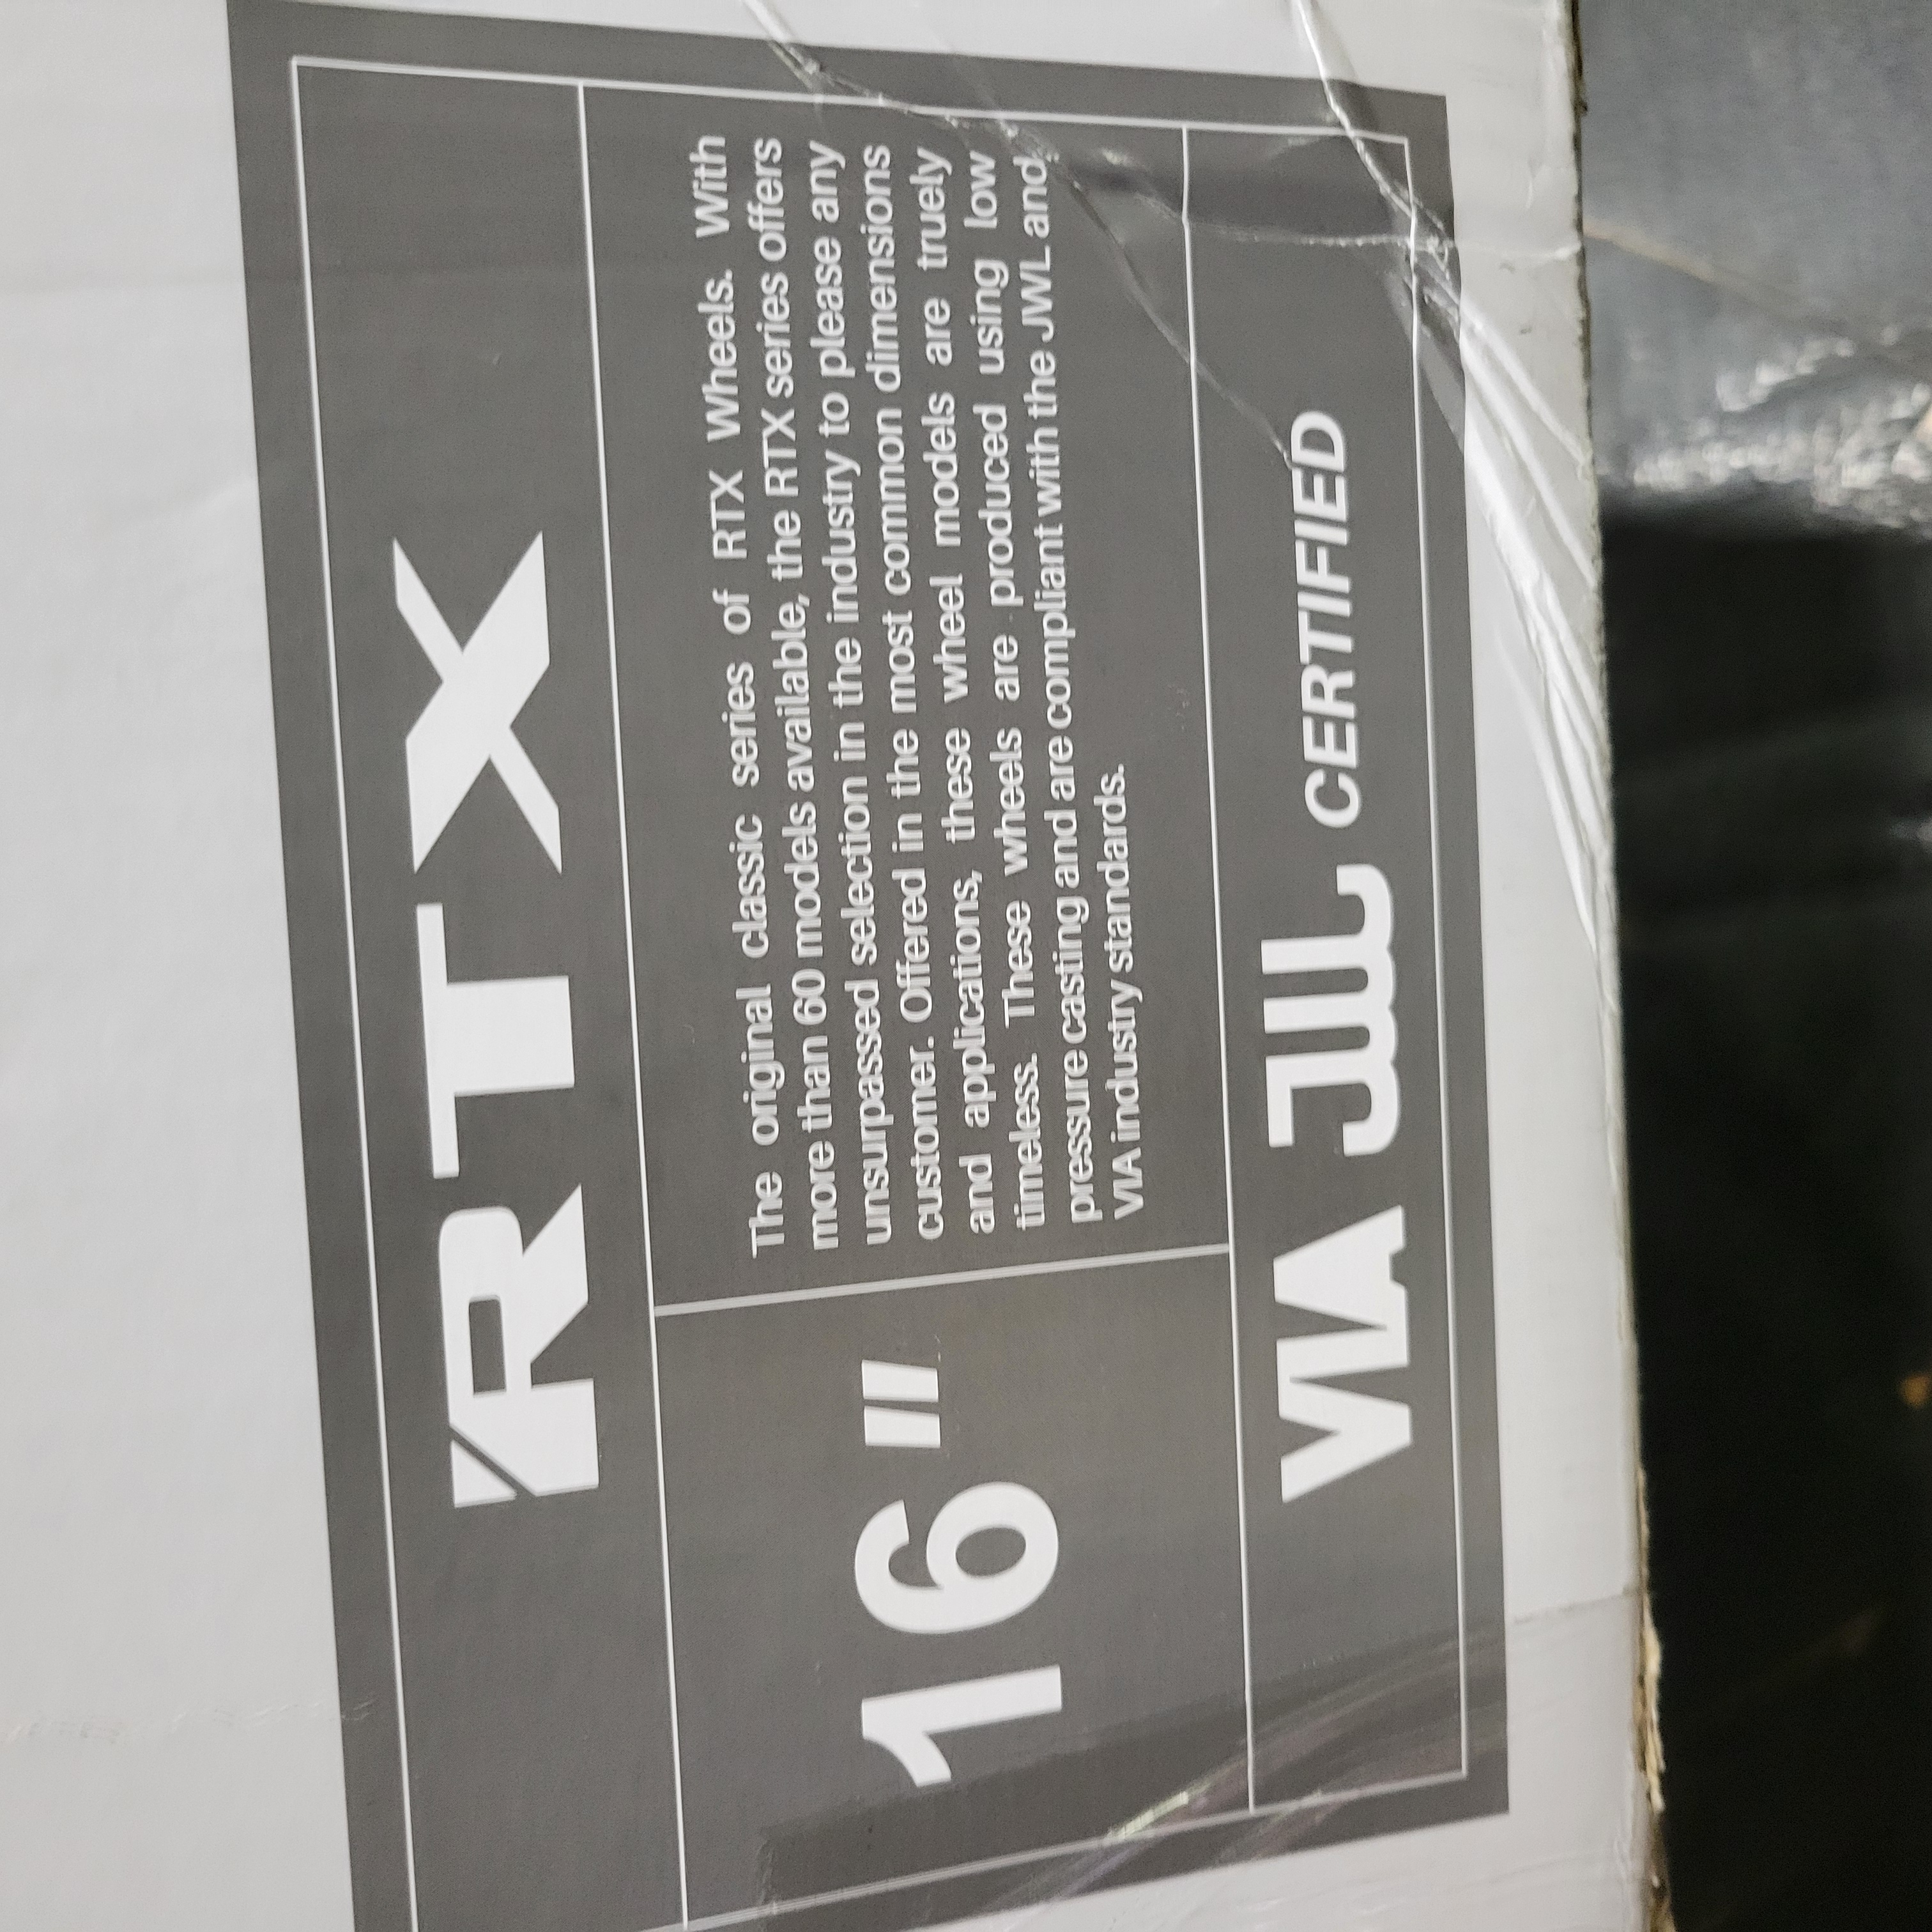 RTX
16"
The original classic series of RTX Wheels. With
more than 60 models available, the RTX series offers
unsurpassed selection in the industry to please any
customer. Offered in the most common dimensions
and applications, these wheel models are truely
timeless. These wheels are produced using low
pressure casting and are compliant with the JWL and
VIA industry standards.
VIA JWL CERTIFIED